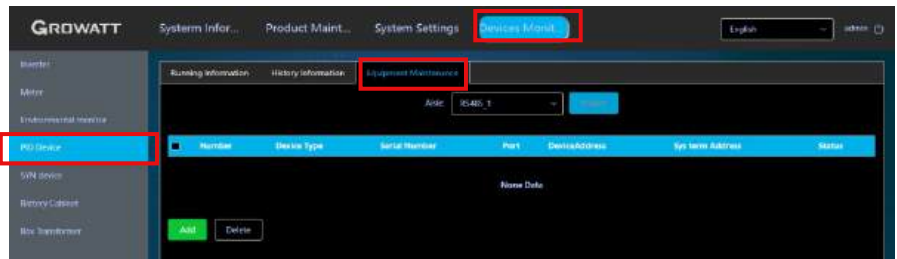 GROWATT
Systerm Infor... Product Maint... System Settings Devices Monit... English admin
Inverter
Running Information History Information Equipment Maintenance
Meter
Aisle: RS485_1
Environmental monitor
PID Device
Number Device Type Serial Number Port DeviceAddress Systerm Address Status
SVN device
None Data
Battery Cabinet
Box Transformer
Add Delete